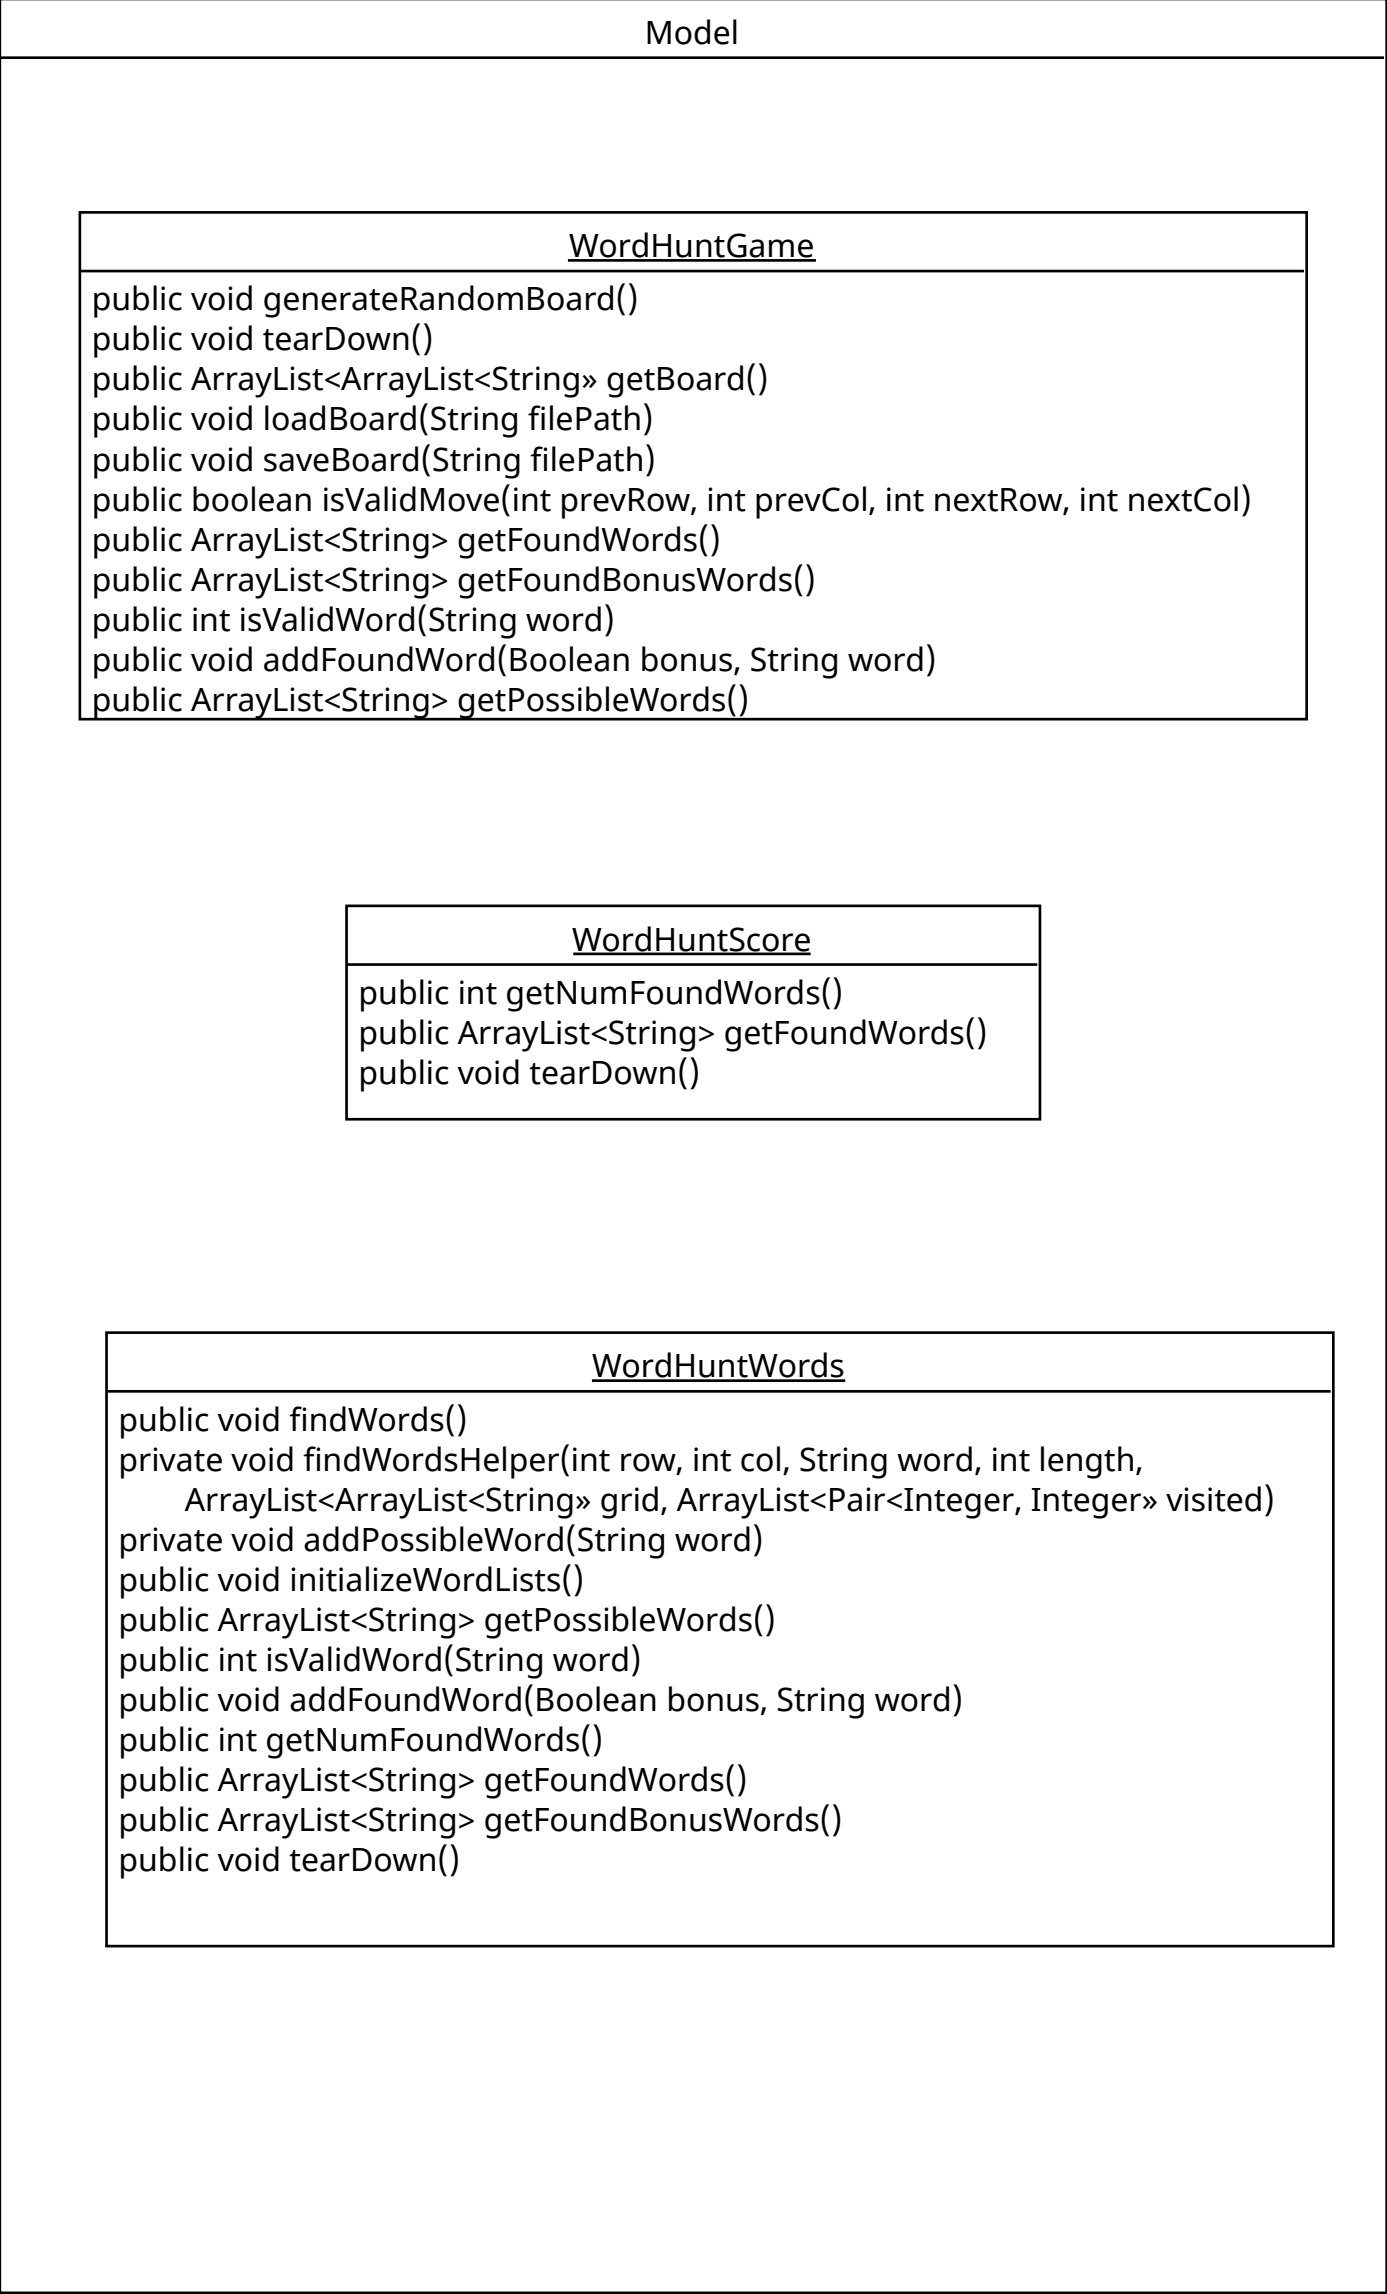 Model
WordHuntGame
public void generateRandomBoard()
public void tearDown()
public ArrayList<ArrayList<String» getBoard()
public void loadBoard(String filePath)
public void saveBoard(String filePath)
public boolean isValidMove(int prevRow, int prevCol, int nextRow, int nextCol)
public ArrayList<String> getFoundWords()
public ArrayList<String> getFoundBonusWords()
public int isValidWord(String word)
public void addFoundWord(Boolean bonus, String word)
public ArrayList<String> getPossibleWords()
WordHuntScore
public int getNumFoundWords()
public ArrayList<String> getFoundWords()
public void tearDown()
WordHuntWords
public void findWords()
private void findWordsHelper(int row, int col, String word, int length,
ArrayList<ArrayList<String» grid, ArrayList<Pair<Integer, Integer» visited)
private void addPossibleWord(String word)
public void initializeWordLists()
public ArrayList<String> getPossibleWords()
public int isValidWord(String word)
public void addFoundWord(Boolean bonus, String word)
public int getNumFoundWords()
public ArrayList<String> getFoundWords()
public ArrayList<String> getFoundBonusWords()
public void tearDown()